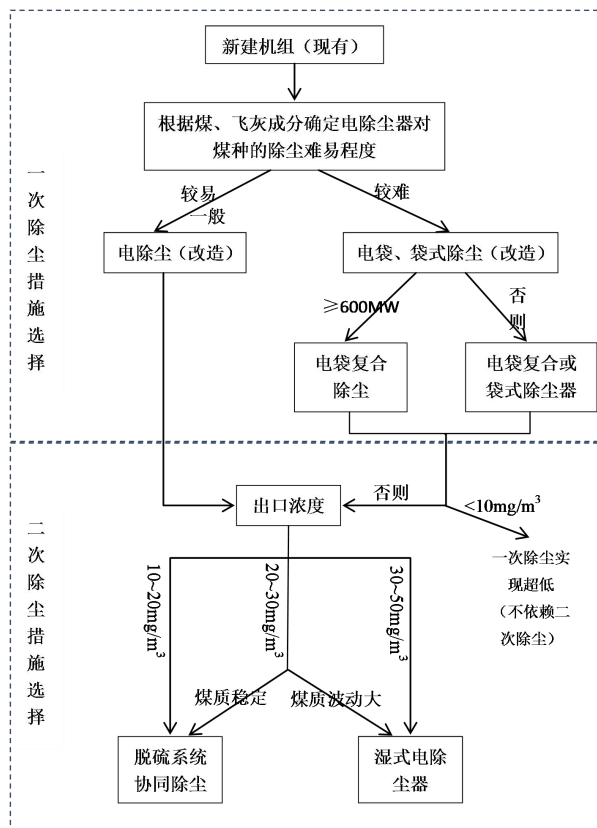 新建机组（现有）
根据煤、飞灰成分确定电除尘器对
煤种的除尘难易程度
一次除尘措施选择
较易
一般
较难
电除尘（改造）
电袋、袋式除尘（改造）
≥600MW
否则
电袋复合
除尘
电袋复合或
袋式除尘器
二次除尘措施选择
出口浓度
否则
<10mg/m³
一次除尘实
现超低
（不依赖二
次除尘）
10~20mg/m³
20~30mg/m³
30~50mg/m³
煤质稳定
煤质波动大
脱硫系统
协同除尘
湿式电除
尘器